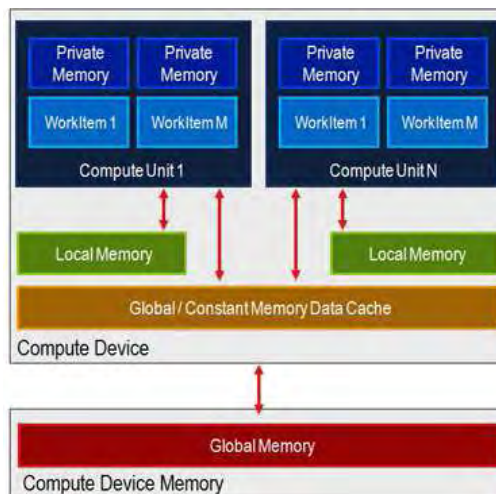 Private Memory
Private Memory
Private Memory
Private Memory
WorkItem 1
WorkItem M
WorkItem 1
WorkItem M
Compute Unit 1
Compute Unit N
Local Memory
Local Memory
Global / Constant Memory Data Cache
Compute Device
Global Memory
Compute Device Memory